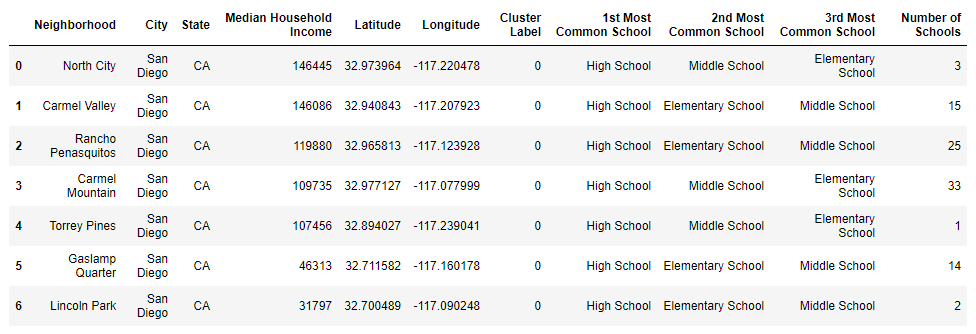 Neighborhood City State Median Household Income Latitude Longitude Cluster Label 1st Most Common School 2nd Most Common School 3rd Most Common School Number of Schools
0 North City San Diego CA 146445 32.973964 -117.220478 0 High School Middle School Elementary School 3
1 Carmel Valley San Diego CA 146086 32.940843 -117.207923 0 High School Elementary School Middle School 15
2 Rancho Penasquitos San Diego CA 119880 32.965813 -117.123928 0 High School Elementary School Middle School 25
3 Carmel Mountain San Diego CA 109735 32.977127 -117.077999 0 High School Middle School Elementary School 33
4 Torrey Pines San Diego CA 107456 32.894027 -117.239041 0 High School Middle School Elementary School 1
5 Gaslamp Quarter San Diego CA 46313 32.711582 -117.160178 0 High School Elementary School Middle School 14
6 Lincoln Park San Diego CA 31797 32.700489 -117.090248 0 High School Elementary School Middle School 2